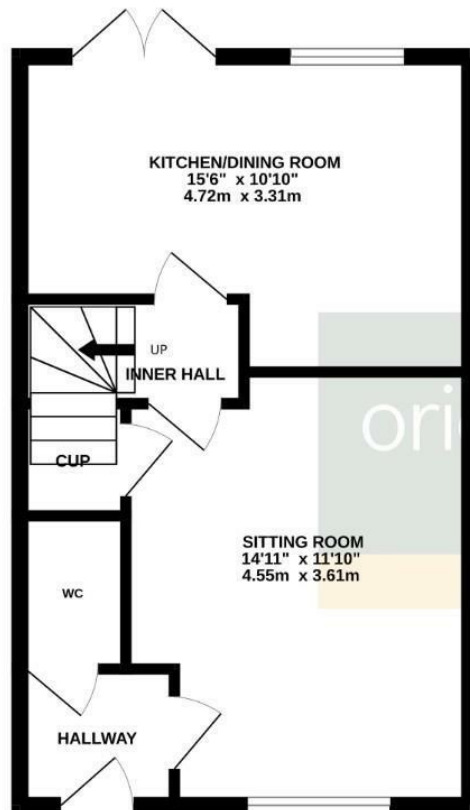 KITCHEN/DINING ROOM
15'6" x 10'10"
4.72m x 3.31m
UP
INNER HALL
CUP
ori
SITTING ROOM
14'11" x 11'10"
4.55m x 3.61m
WC
HALLWAY